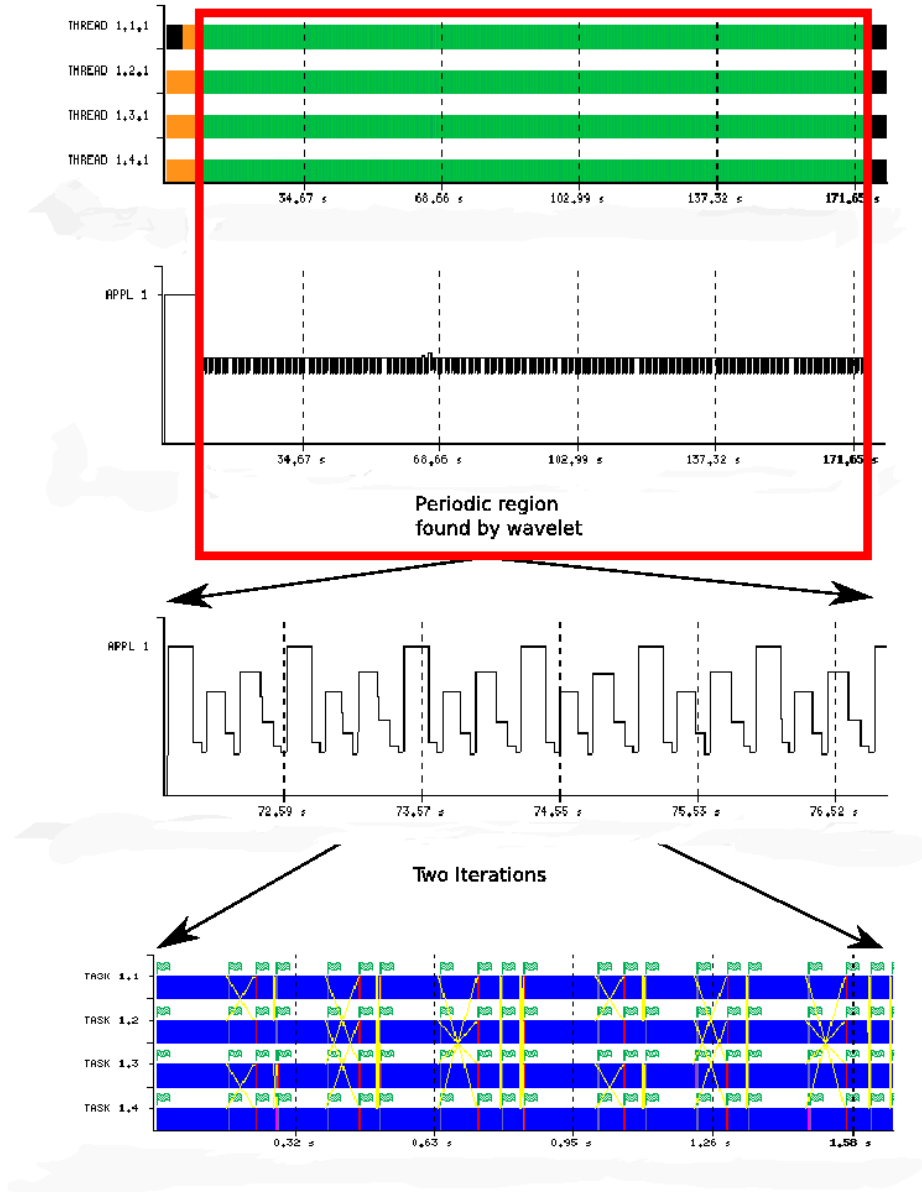 THREAD 1,1,1
THREAD 1,2,1
THREAD 1,3,1
THREAD 1,4,1
34,67 s 68,66 s 102,99 s 137,32 s 171,65 s
APPL 1
34,67 s 68,66 s 102,99 s 137,32 s 171,65 s
Periodic region
found by wavelet
APPL 1
72,59 s 73,57 s 74,55 s 75,53 s 76,52 s
Two Iterations
TASK 1,1
TASK 1,2
TASK 1,3
TASK 1,4
0,32 s 0,63 s 0,95 s 1,26 s 1,58 s